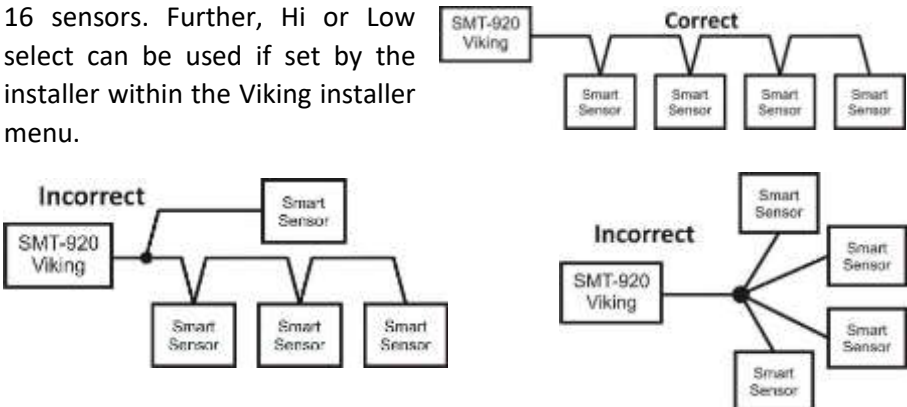 16 sensors. Further, Hi or Low
select can be used if set by the
installer within the Viking installer
menu.
SMT-920
Viking
Correct
Smart
Sensor
Smart
Sensor
Smart
Sensor
Smart
Sensor
Incorrect
SMT-920
Viking
Smart
Sensor
Smart
Sensor
Smart
Sensor
Smart
Sensor
Incorrect
SMT-920
Viking
Smart
Sensor
Smart
Sensor
Smart
Sensor
Smart
Sensor